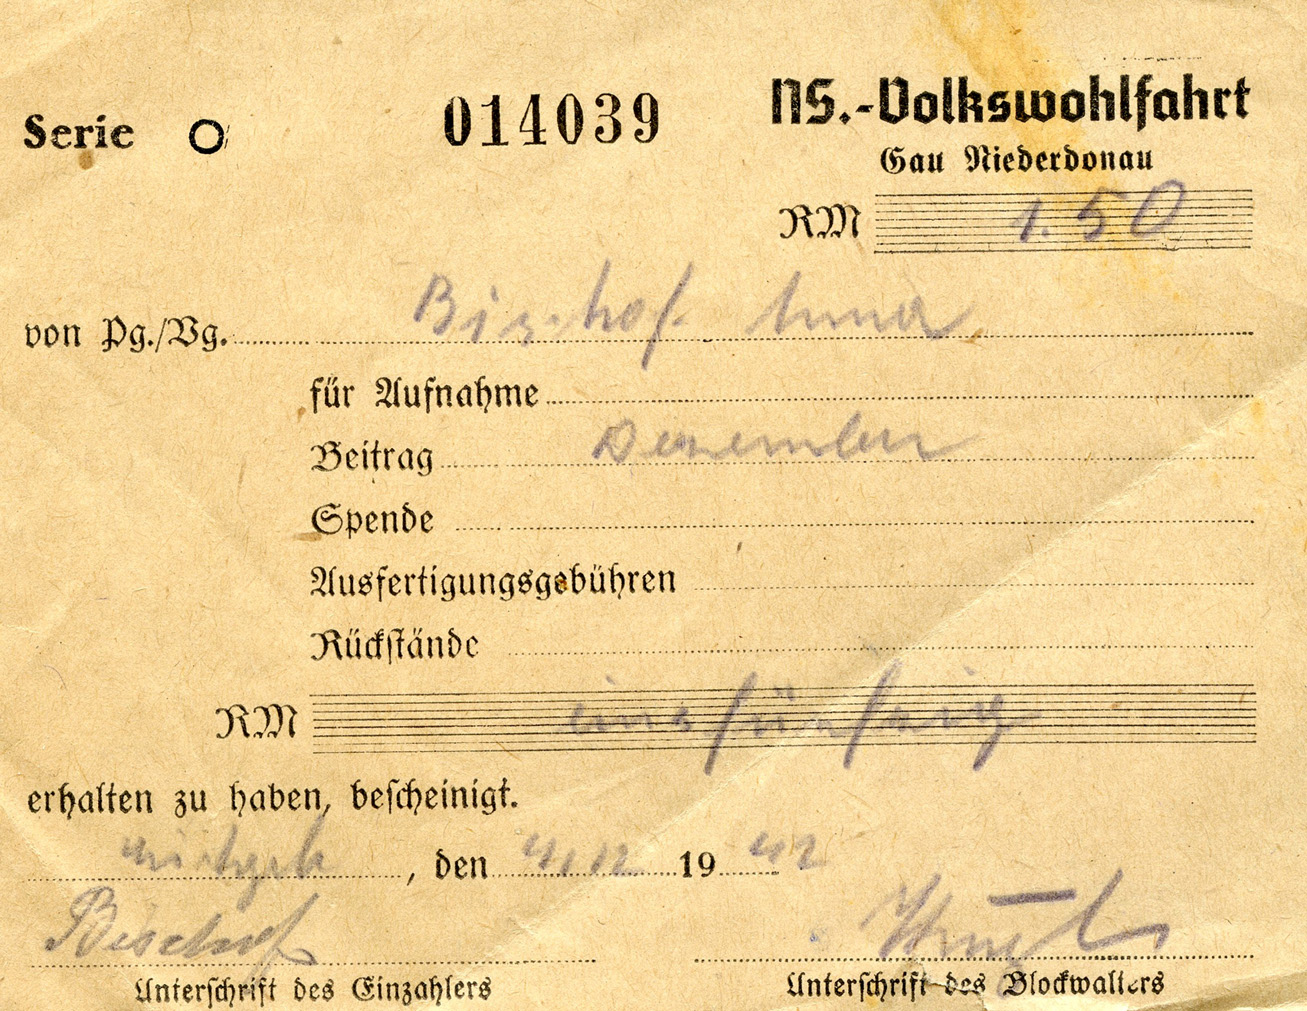 Serie O 014039 NS.-Volkswohlfahrt
Gau Niederdonau
RM 1.50
von Pg./Vg. Bischof Anna
für Aufnahme
Beitrag Dezember
Spende
Ausfertigungsgebühren
Rückstände
RM einsfünfzig
erhalten zu haben, bescheinigt.
, den 4.12. 1942
Bischof
Unterschrift des Einzahlers Unterschrift des Blockwalters